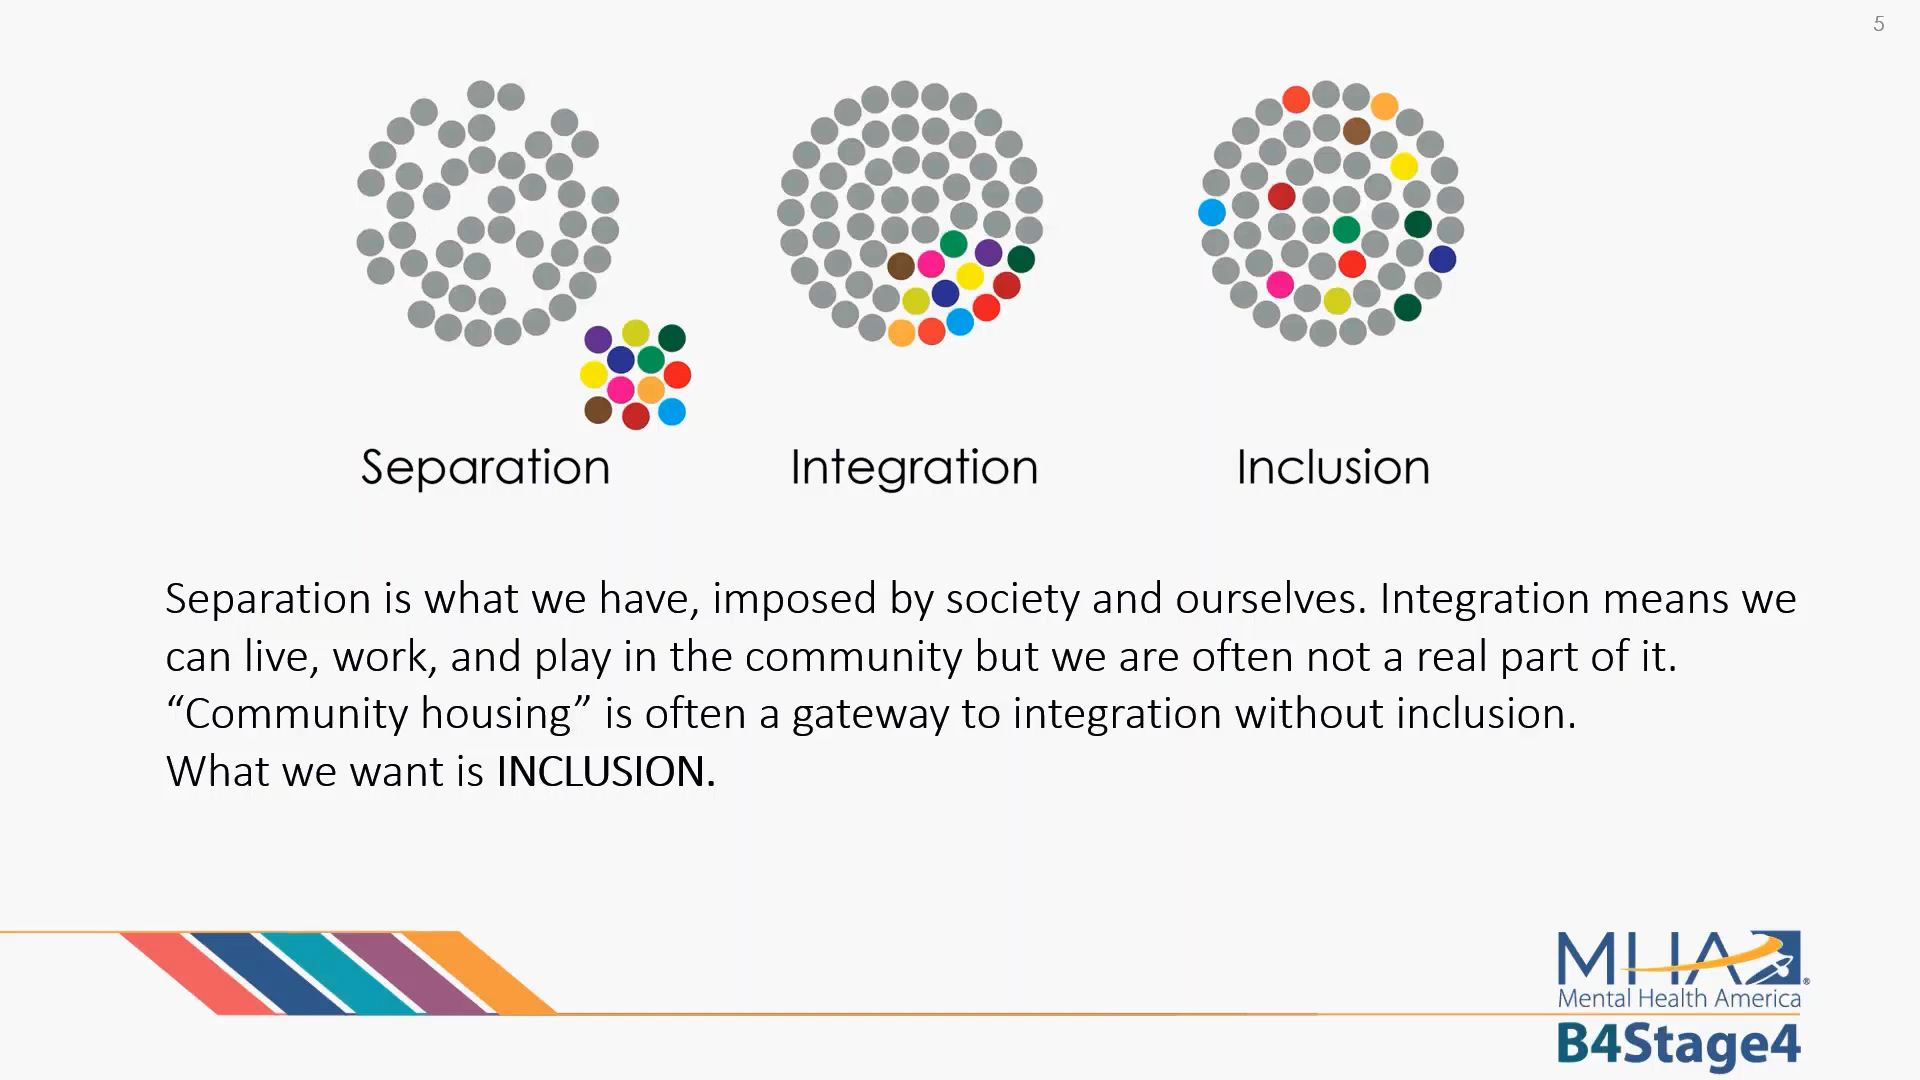 5
Separation
Integration
Inclusion
Separation is what we have, imposed by society and ourselves. Integration means we
can live, work, and play in the community but we are often not a real part of it.
“Community housing” is often a gateway to integration without inclusion.
What we want is INCLUSION.
MHA®
Mental Health America
B4Stage4